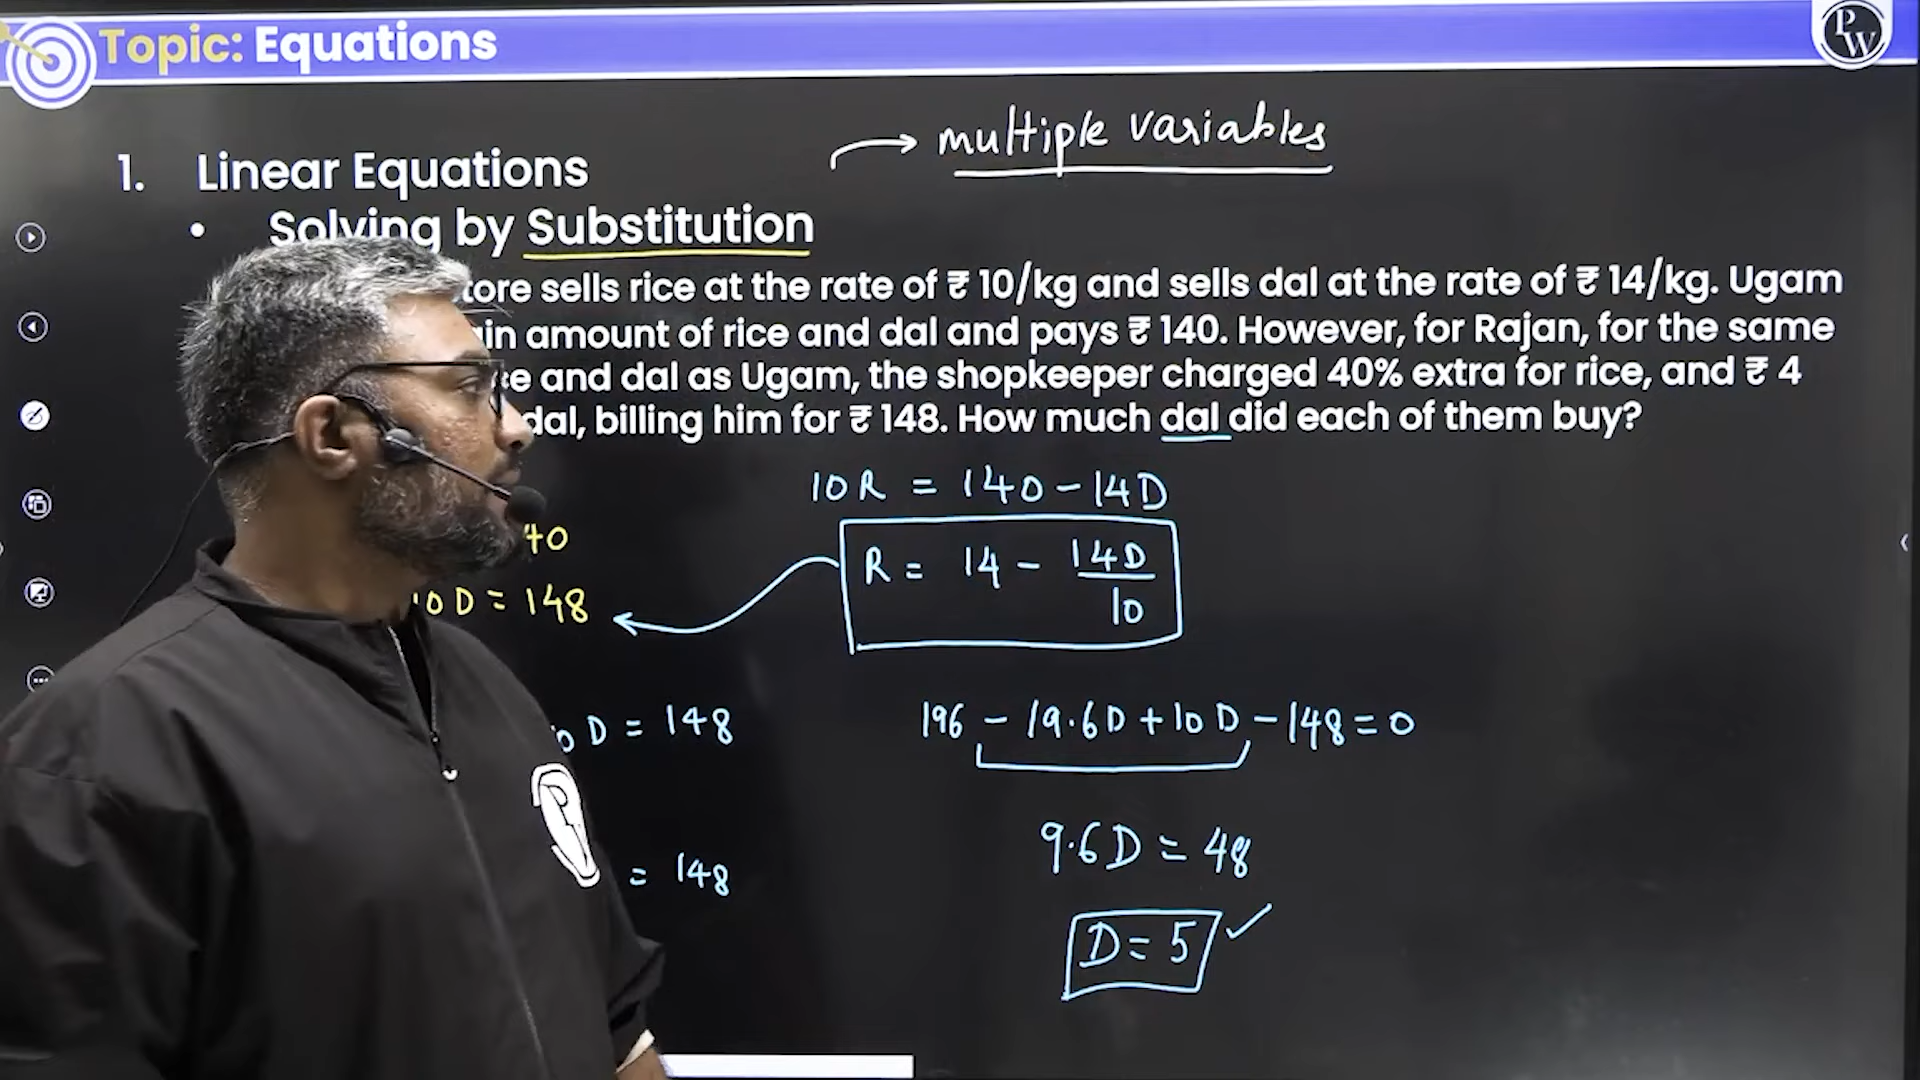 Topic: Equations
PW
multiple variables
1. Linear Equations
• Solving by Substitution
sells rice at the rate of ₹ 10/kg and sells dal at the rate of ₹ 14/kg. Ugam
amount of rice and dal and pays ₹ 140. However, for Rajan, for the same
and dal as Ugam, the shopkeeper charged 40% extra for rice, and ₹ 4
dal, billing him for ₹ 148. How much dal did each of them buy?
10R = 140 - 14D
40
R = 14 - 14D/10
10D = 148
0D = 148
196 - 19.6D + 10D - 148 = 0
9.6D = 48
= 148
D = 5 ✓